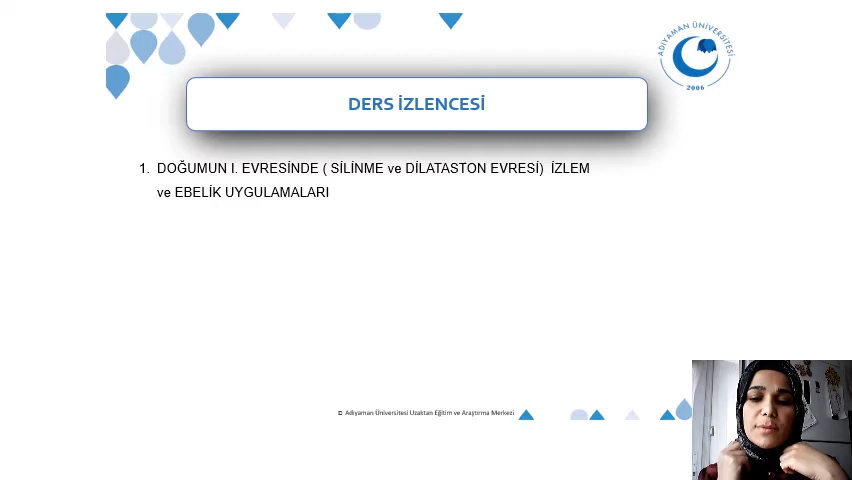 ADIYAMAN ÜNİVERSİTESİ
2006
DERS İZLENCESİ
1. DOĞUMUN I. EVRESİNDE ( SİLİNME ve DİLATASTON EVRESİ) İZLEM
ve EBELİK UYGULAMALARI
© Adıyaman Üniversitesi Uzaktan Eğitim ve Araştırma Merkezi